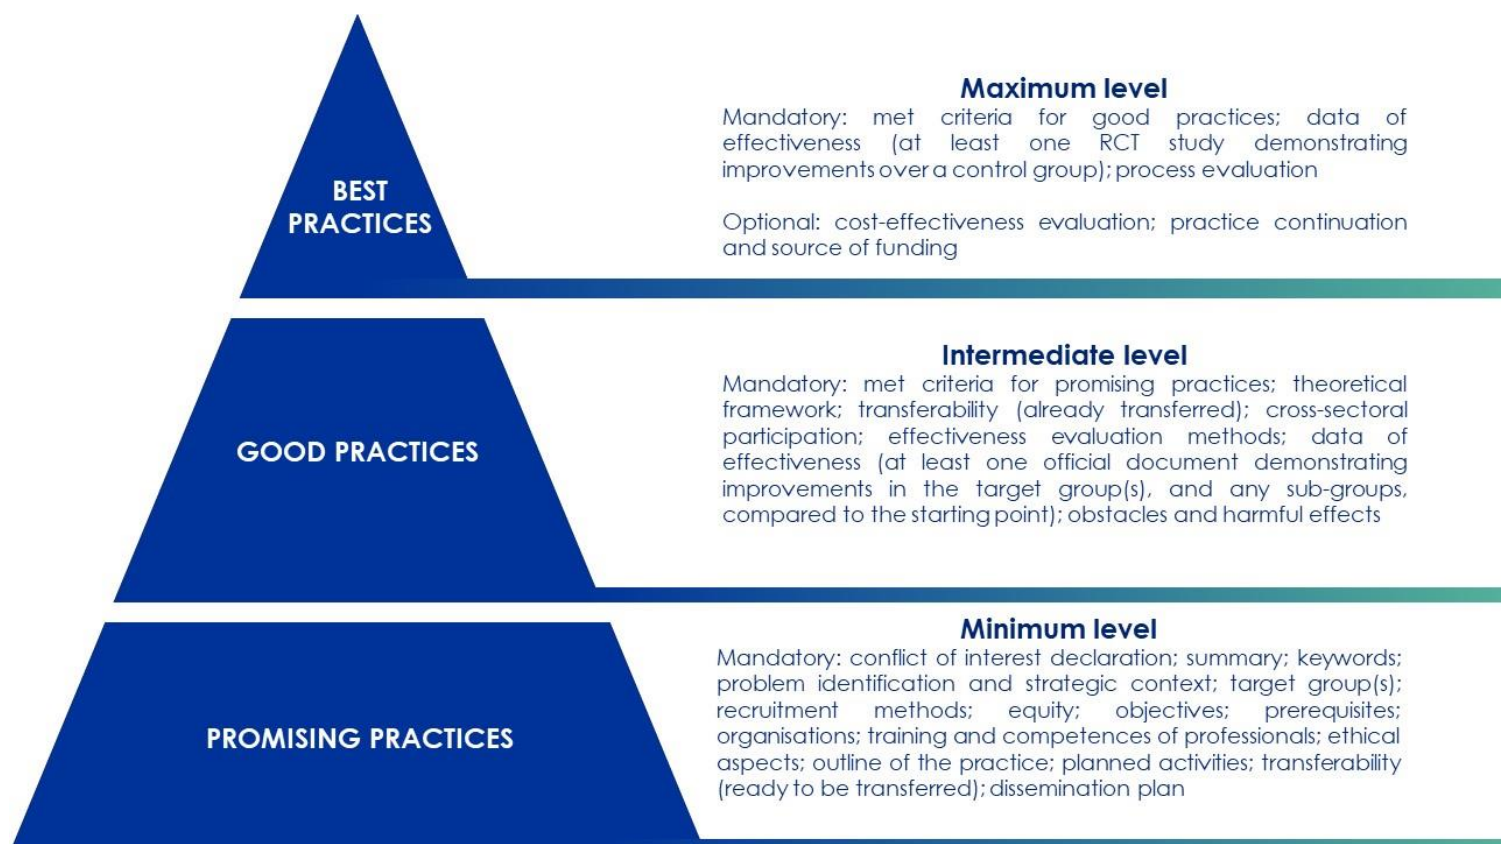 BEST
PRACTICES
Maximum level
Mandatory: met criteria for good practices; data of
effectiveness (at least one RCT study demonstrating
improvements over a control group); process evaluation
Optional: cost-effectiveness evaluation; practice continuation
and source of funding
GOOD PRACTICES
Intermediate level
Mandatory: met criteria for promising practices; theoretical
framework; transferability (already transferred); cross-sectoral
participation; effectiveness evaluation methods; data of
effectiveness (at least one official document demonstrating
improvements in the target group(s), and any sub-groups,
compared to the starting point); obstacles and harmful effects
PROMISING PRACTICES
Minimum level
Mandatory: conflict of interest declaration; summary; keywords;
problem identification and strategic context; target group(s);
recruitment methods; equity; objectives; prerequisites;
organisations; training and competences of professionals; ethical
aspects; outline of the practice; planned activities; transferability
(ready to be transferred); dissemination plan